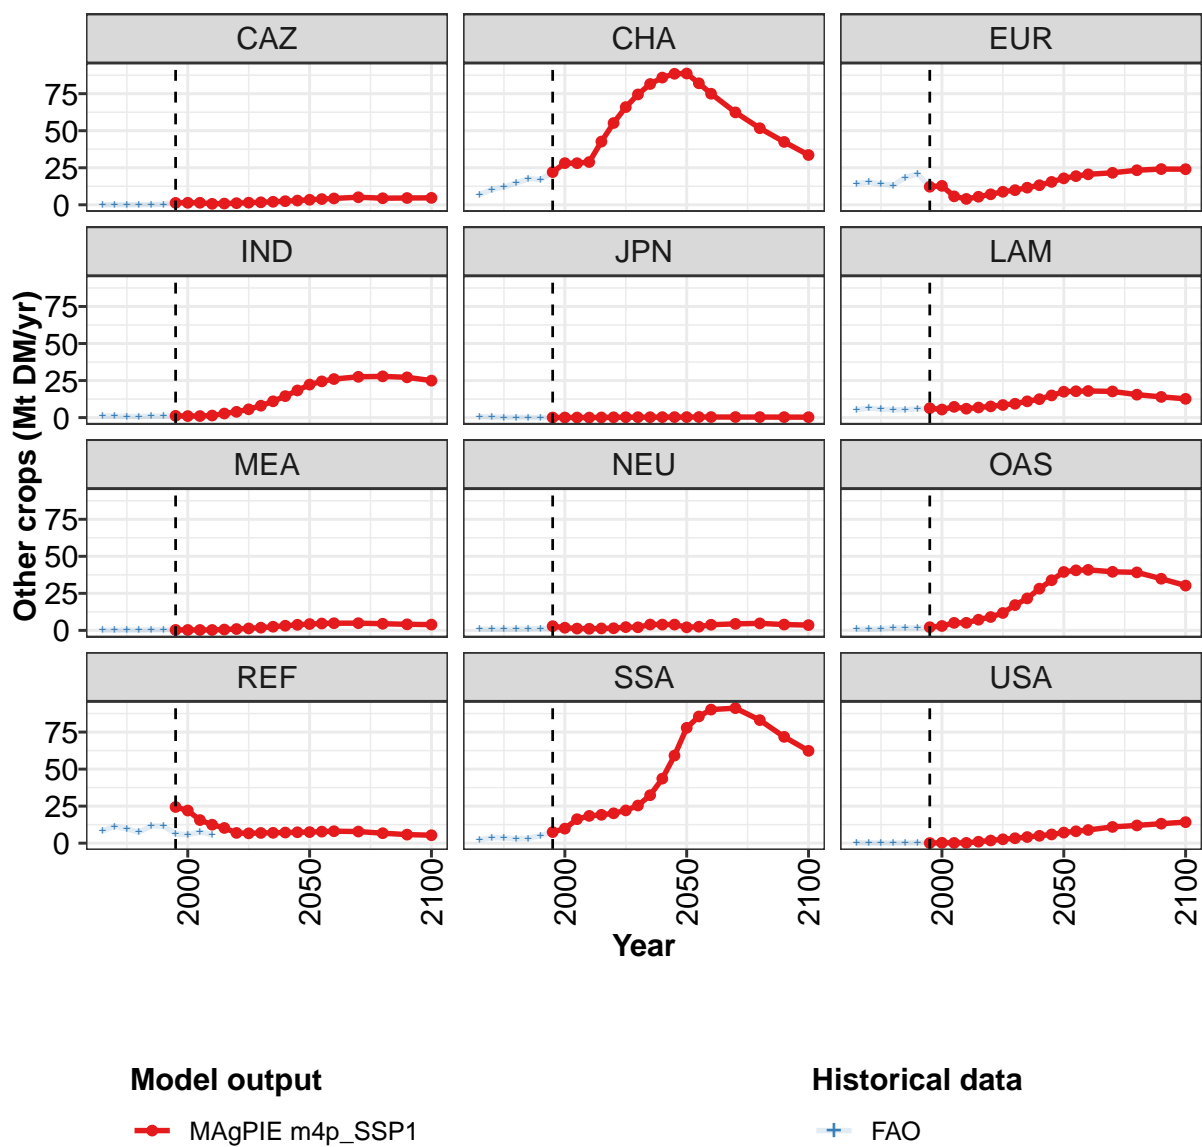 CAZ CHA EUR
75
50
25
0
IND JPN LAM
75
50
25
0
MEA NEU OAS
75
50
25
0
REF SSA USA
75
50
25
0
2000 2050 2100 2000 2050 2100 2000 2050 2100
Other crops (Mt DM/yr)
Year
Model output Historical data
MAgPIE m4p_SSP1 FAO